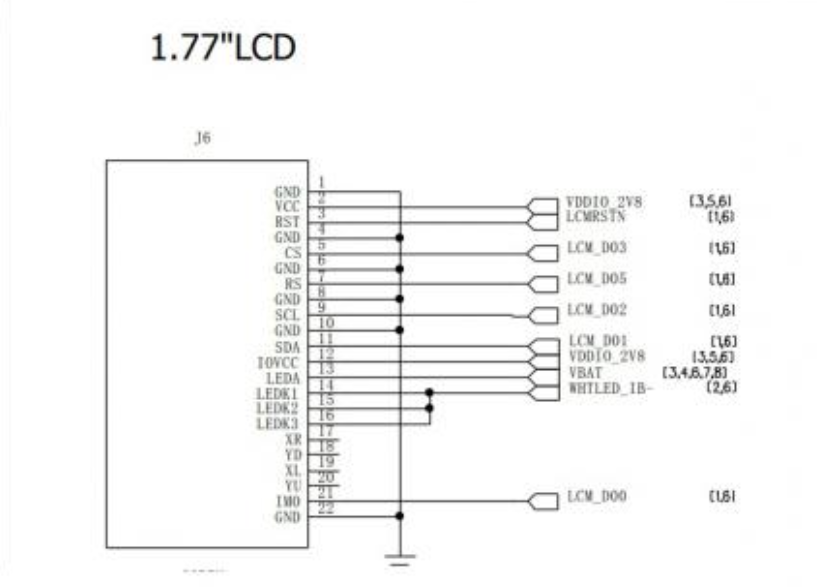 1.77"LCD
J6
GND 1
VCC 2 VDDIO_2V8 [3,5,6]
RST 3 LCMRSTN [1,6]
GND 4
CS 5 LCM_DO3 [1,6]
GND 6
RS 7 LCM_DO5 [1,6]
GND 8
SCL 9 LCM_DO2 [1,6]
GND 10
SDA 11 LCM_DO1 [1,6]
IOVCC 12 VDDIO_2V8 [3,5,6]
LEDA 13 VBAT [3,4,6,7,8]
LEDK1 14 WHTLED_IB- [2,6]
LEDK2 15
LEDK3 16
XR 17
YD 18
XL 19
YU 20
IMO 21 LCM_DO0 [1,6]
GND 22